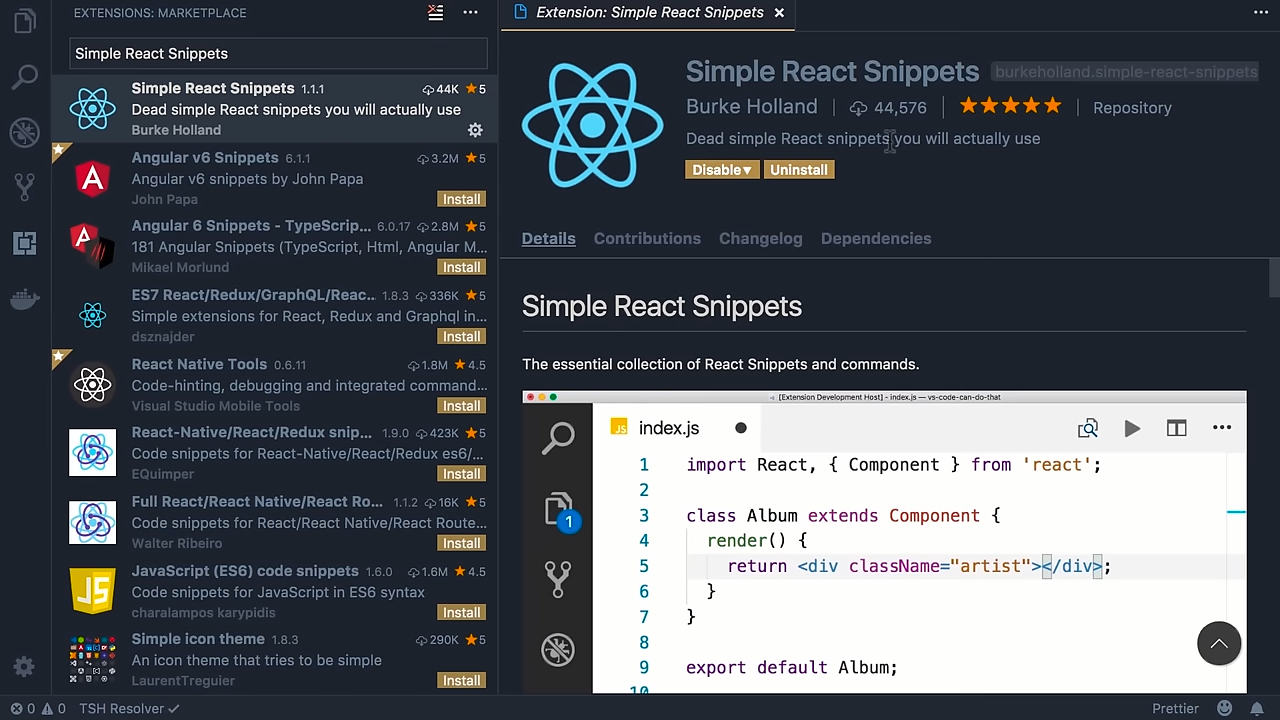 EXTENSIONS: MARKETPLACE
Simple React Snippets
Simple React Snippets 1.1.1 44K 5
Dead simple React snippets you will actually use
Burke Holland
Angular v6 Snippets 6.1.1 3.2M 5
Angular v6 snippets by John Papa
John Papa Install
Angular 6 Snippets - TypeScrip... 6.0.17 2.8M 5
181 Angular Snippets (TypeScript, Html, Angular M...
Mikael Morlund Install
ES7 React/Redux/GraphQL/Reac... 1.8.3 336K 5
Simple extensions for React, Redux and Graphql in...
dsznajder Install
React Native Tools 0.6.11 1.8M 4.5
Code-hinting, debugging and integrated command...
Visual Studio Mobile Tools Install
React-Native/React/Redux snip... 1.9.0 423K 5
Code snippets for React-Native/React/Redux es6/...
EQuimper Install
Full React/React Native/React Ro... 1.1.2 16K 5
Code snippets for React/React Native/React Route...
Walter Ribeiro Install
JavaScript (ES6) code snippets 1.6.0 1.6M 4.5
Code snippets for JavaScript in ES6 syntax
charalampos karypidis Install
Simple icon theme 1.8.3 290K 5
An icon theme that tries to be simple
LaurentTreguier Install
Extension: Simple React Snippets
Simple React Snippets burkeholland.simple-react-snippets
Burke Holland 44,576 Repository
Dead simple React snippets you will actually use
Disable Uninstall
Details Contributions Changelog Dependencies
Simple React Snippets
The essential collection of React Snippets and commands.
[Extension Development Host] - index.js — vs-code-can-do-that
JS index.js
1 import React, { Component } from 'react';
2
3 class Album extends Component {
4 render() {
5 return <div className="artist"></div>;
6 }
7 }
8
9 export default Album;
10
1
0 0 TSH Resolver Prettier